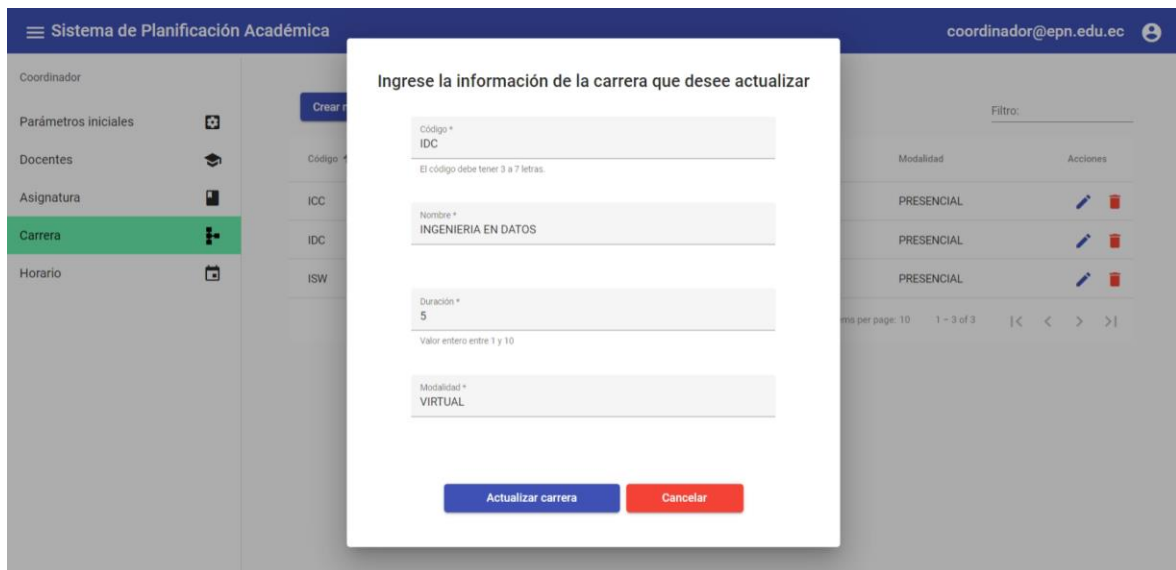 Sistema de Planificación Académica
coordinador@epn.edu.ec
Coordinador
Parámetros iniciales
Docentes
Asignatura
Carrera
Horario
Crear
Filtro:
Código
Modalidad
Acciones
ICC
PRESENCIAL
IDC
PRESENCIAL
ISW
PRESENCIAL
per page: 10
1 – 3 of 3
Ingrese la información de la carrera que desee actualizar
Código *
IDC
El código debe tener 3 a 7 letras.
Nombre *
INGENIERIA EN DATOS
Duración *
5
Valor entero entre 1 y 10
Modalidad *
VIRTUAL
Actualizar carrera
Cancelar